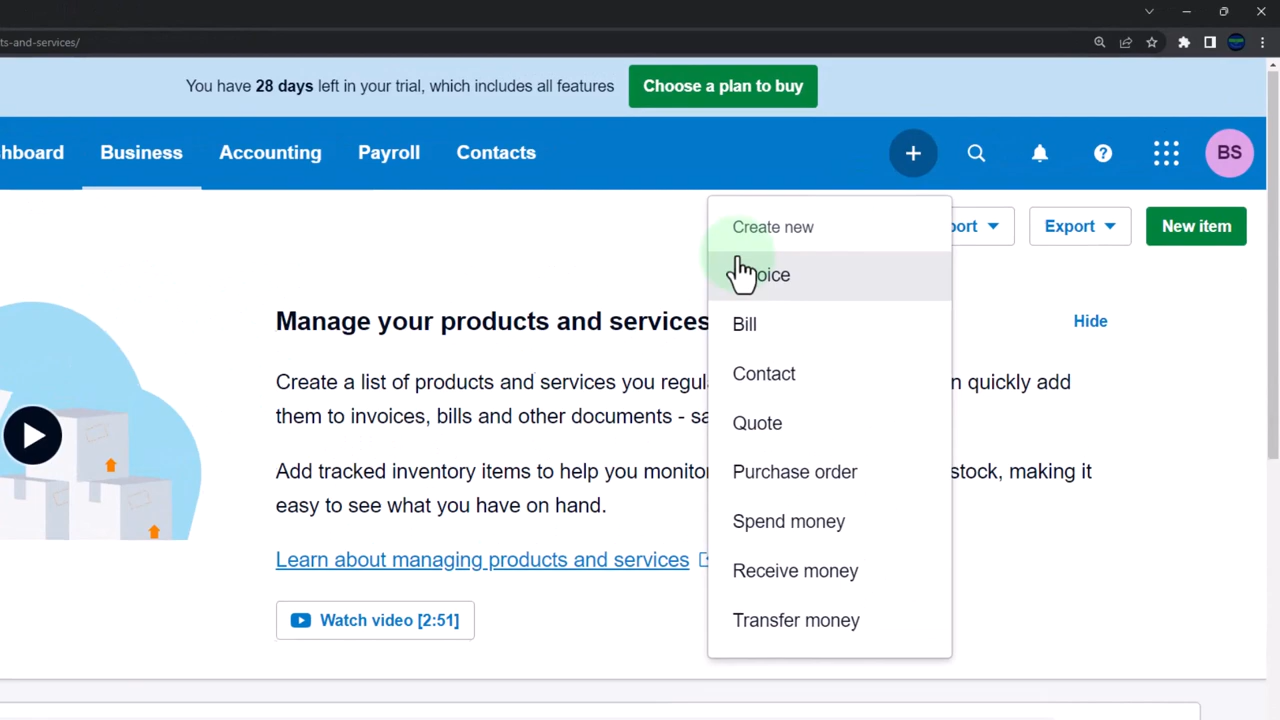 ts-and-services/
You have 28 days left in your trial, which includes all features
Choose a plan to buy
hboard
Business
Accounting
Payroll
Contacts
BS
Create new
oice
Bill
Contact
Quote
Purchase order
Spend money
Receive money
Transfer money
port
Export
New item
Manage your products and services
Hide
Create a list of products and services you regul n quickly add
them to invoices, bills and other documents - sa
Add tracked inventory items to help you monitor stock, making it
easy to see what you have on hand.
Learn about managing products and services
Watch video [2:51]